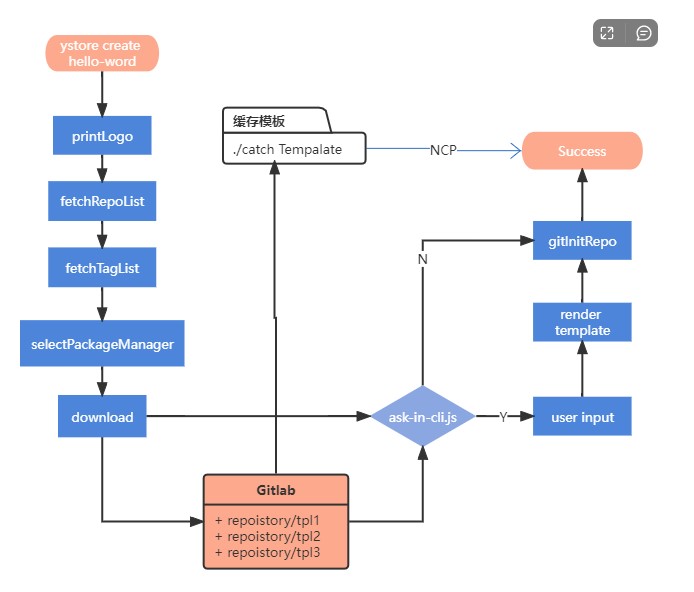 ystore create
hello-word
printLogo
fetchRepoList
fetchTagList
selectPackageManager
download
缓存模板
./catch Tempalate
NCP
Success
gitInitRepo
N
render
template
ask-in-cli.js
Y
user input
Gitlab
+ repoistory/tpl1
+ repoistory/tpl2
+ repoistory/tpl3